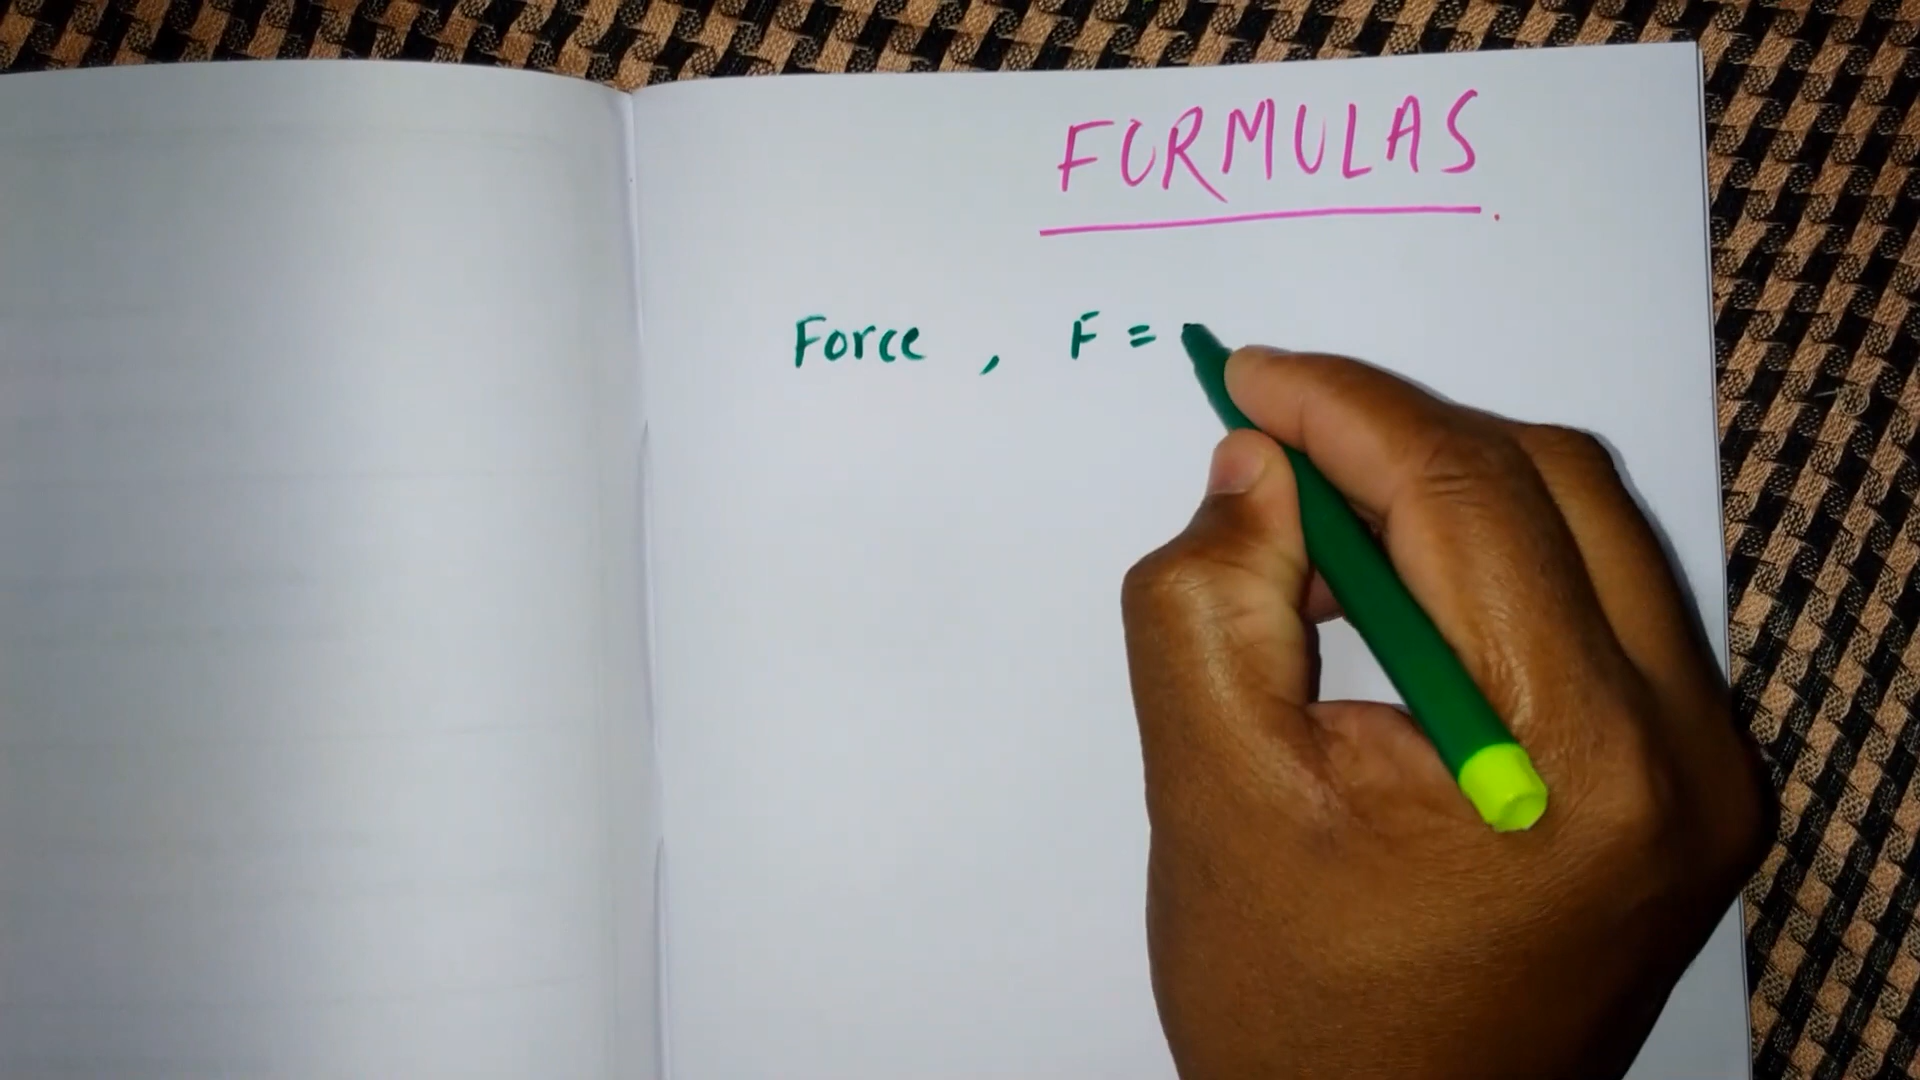 FORMULAS.
Force , F =